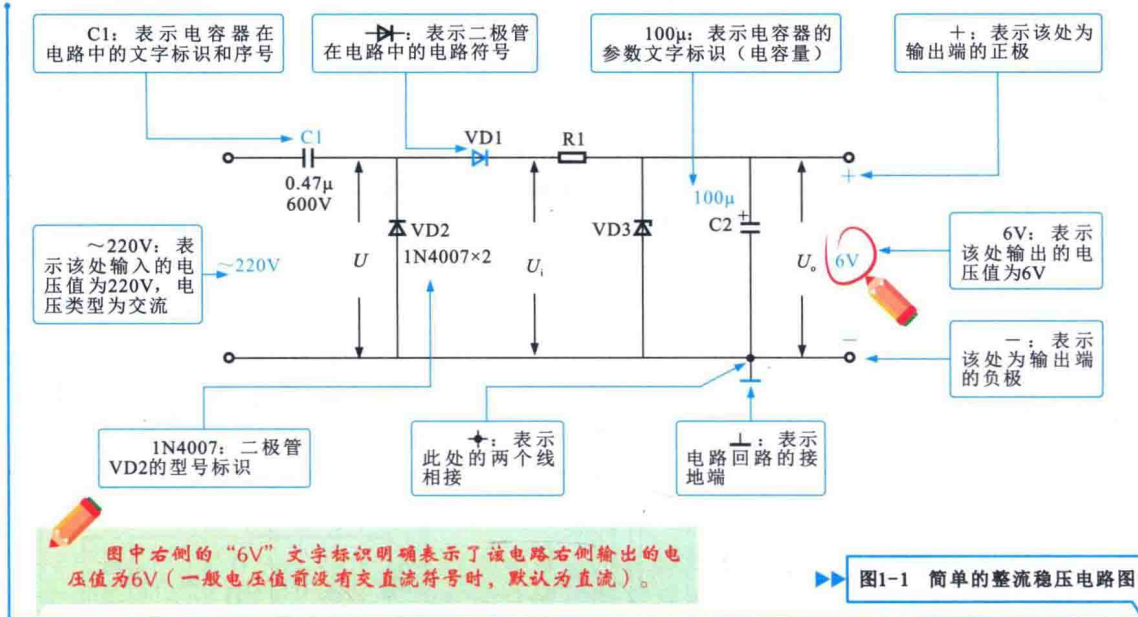 C1：表示电容器在
电路中的文字标识和序号
：表示二极管
在电路中的电路符号
100μ：表示电容器的
参数文字标识（电容量）
＋：表示该处为
输出端的正极
C1
VD1
R1
0.47μ
600V
100μ
+
～220V：表
示该处输入的电
压值为220V，电
压类型为交流
～220V
U
VD2
1N4007×2
Ui
VD3
C2
+
Uo
6V
6V：表示
该处输出的电
压值为6V
－
－：表示
该处为输出端
的负极
1N4007：二极管
VD2的型号标识
：表示
此处的两个线
相接
：表示
电路回路的接
地端
图中右侧的“6V”文字标识明确表示了该电路右侧输出的电
压值为6V（一般电压值前没有交直流符号时，默认为直流）。
图1-1 简单的整流稳压电路图